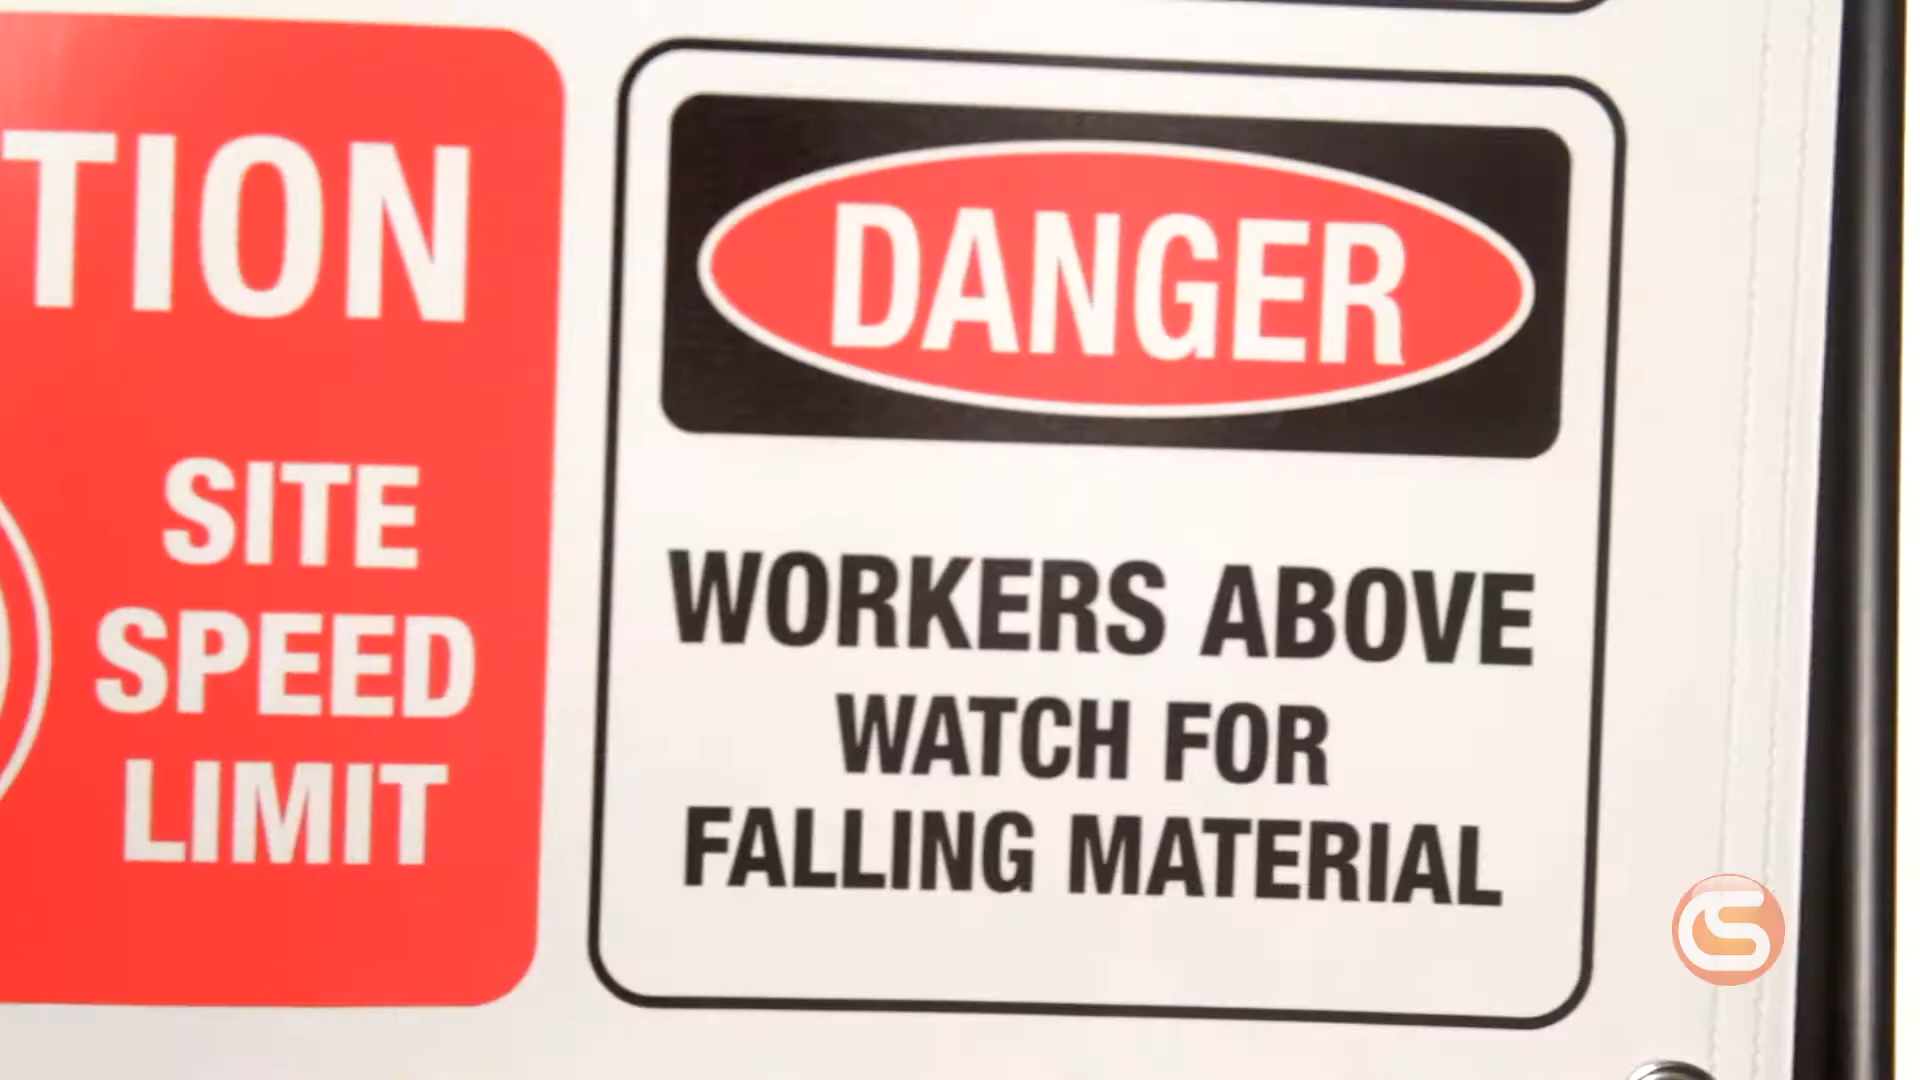 TION
SITE
SPEED
LIMIT
DANGER
WORKERS ABOVE
WATCH FOR
FALLING MATERIAL